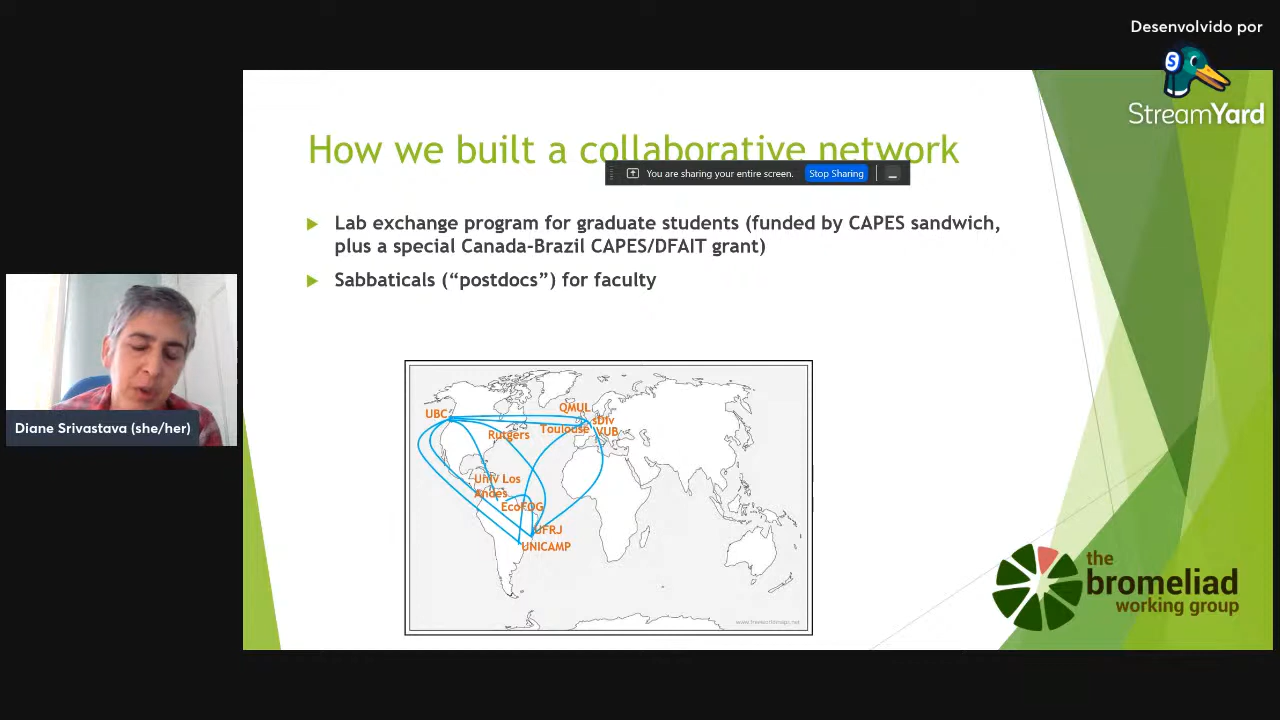 Desenvolvido por
StreamYard
How we built a collaborative network
You are sharing your entire screen. Stop Sharing
Lab exchange program for graduate students (funded by CAPES sandwich,
plus a special Canada-Brazil CAPES/DFAIT grant)
Sabbaticals (“postdocs”) for faculty
Diane Srivastava (she/her)
UBC
QMUL
sDiv
Toulouse
VUB
Rutgers
Univ Los
Andes
EcoFOG
UFRJ
UNICAMP
www.freeworldmaps.net
the
bromeliad
working group